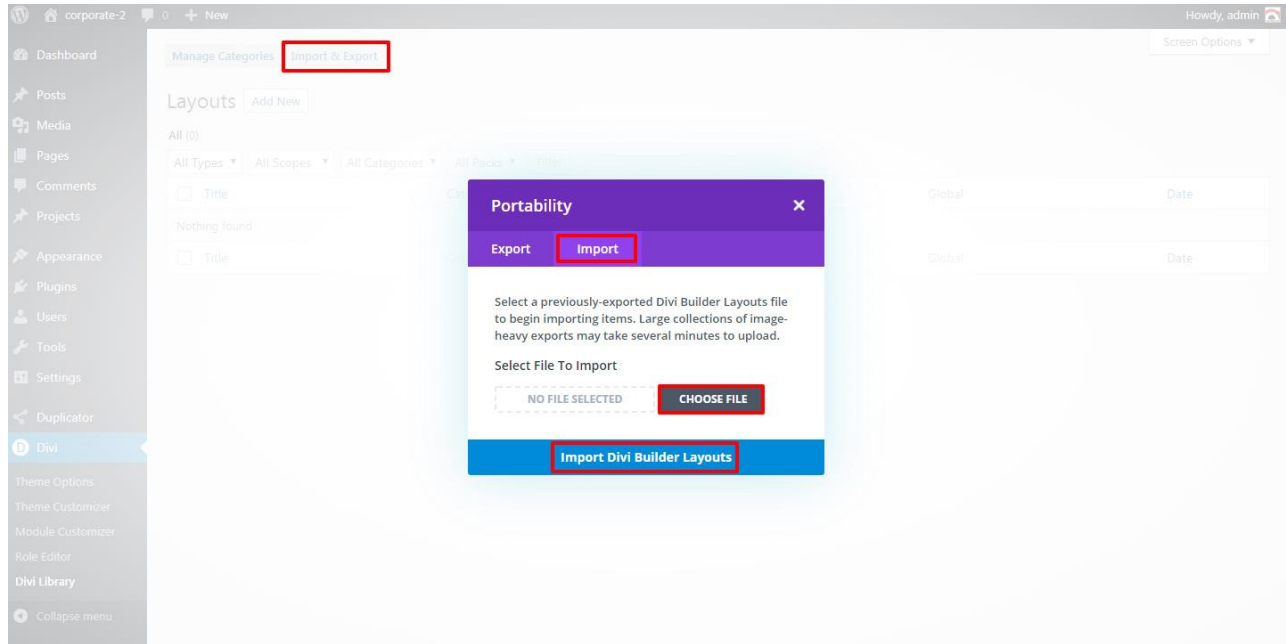 corporate-2 0 + New Howdy, admin
Dashboard
Posts
Media
Pages
Comments
Projects
Appearance
Plugins
Users
Tools
Settings
Duplicator
Divi
Theme Options
Theme Customizer
Module Customizer
Role Editor
Divi Library
Collapse menu
Manage Categories Import & Export
Screen Options
Layouts Add New
All (0)
All Types All Scopes All Categories All Packs Filter
Title Global Date
Nothing found
Title Global Date
Portability
Export Import
Select a previously-exported Divi Builder Layouts file
to begin importing items. Large collections of image-
heavy exports may take several minutes to upload.
Select File To Import
NO FILE SELECTED CHOOSE FILE
Import Divi Builder Layouts